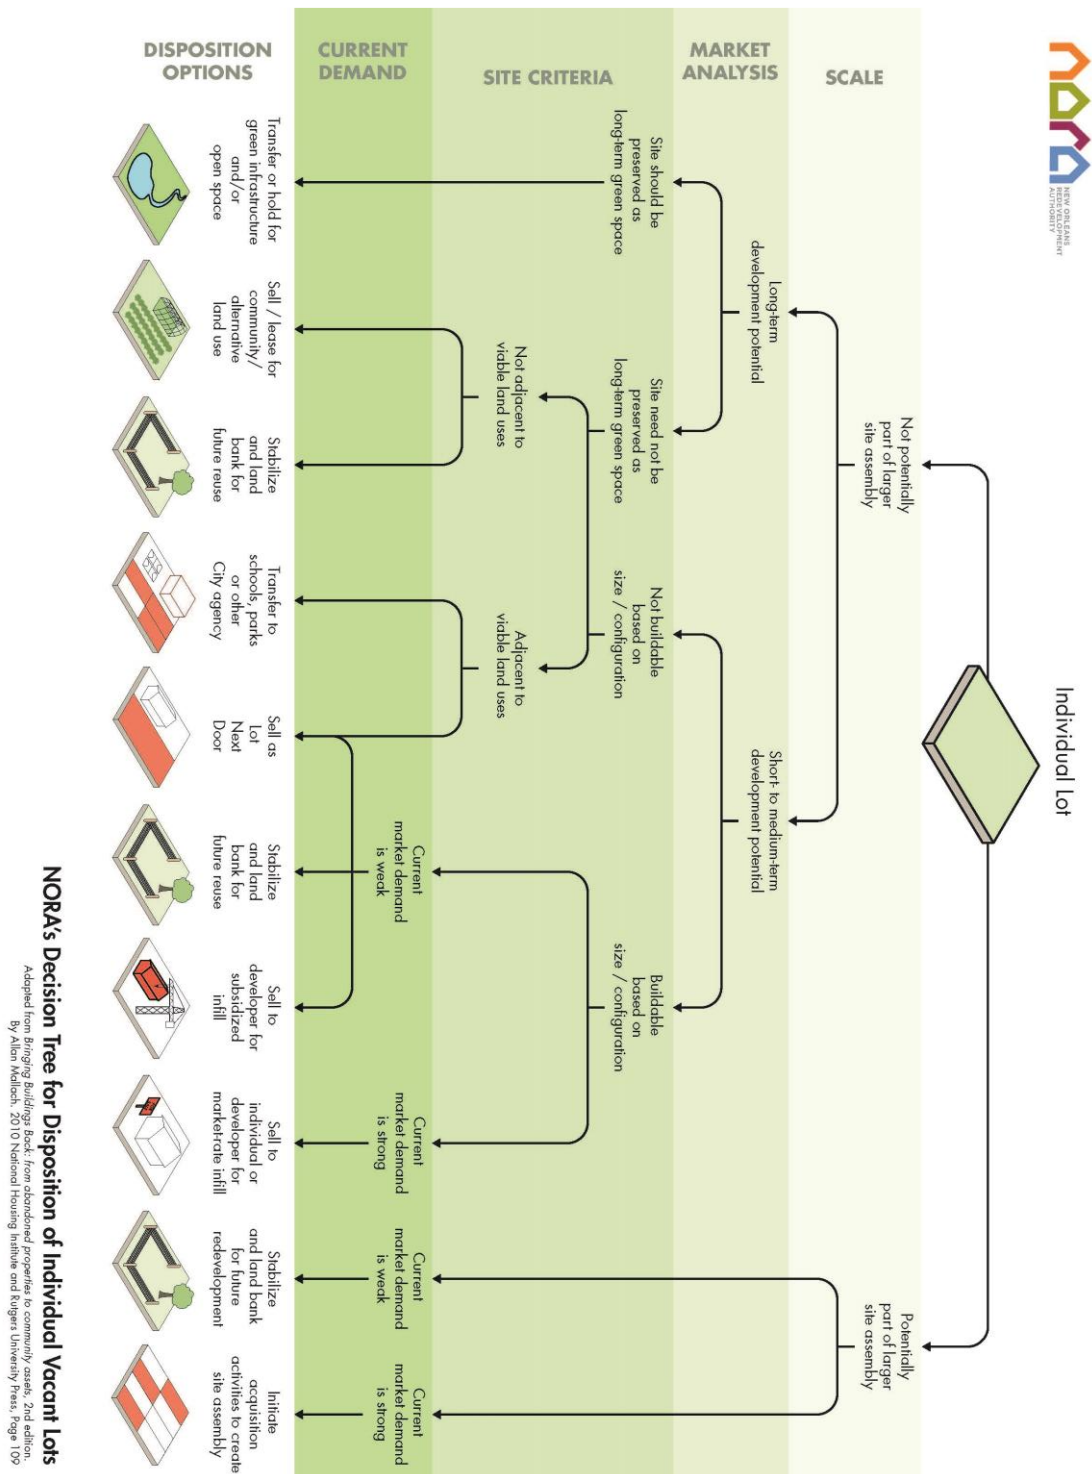 nora
NEW ORLEANS
REDEVELOPMENT
AUTHORITY
Individual Lot
SCALE
Not potentially
part of larger
site assembly
Potentially
part of larger
site assembly
MARKET
ANALYSIS
Long-term
development potential
Short- to medium-term
development potential
SITE CRITERIA
Site should be
preserved as
long-term green space
Site need not be
preserved as
long-term green space
Not buildable
based on
size / configuration
Buildable
based on
size / configuration
Not adjacent to
viable land uses
Adjacent to
viable land uses
CURRENT
DEMAND
Current
market demand
is weak
Current
market demand
is strong
Current
market demand
is weak
Current
market demand
is strong
DISPOSITION
OPTIONS
Transfer or hold for
green infrastructure
and/or
open space
Sell / lease for
community/
alternative
land use
Stabilize
and land
bank for
future reuse
Transfer to
schools, parks
or other
City agency
Sell as
Lot
Next
Door
Stabilize
and land
bank for
future reuse
Sell to
developer for
subsidized
infill
Sell to
individual or
developer for
market-rate infill
Stabilize
and land bank
for future
redevelopment
Initiate
acquisition
activities to create
site assembly
NORA's Decision Tree for Disposition of Individual Vacant Lots
Adapted from Bringing Buildings Back: from abandoned properties to community assets, 2nd edition.
By Allan Mallach. 2010 National Housing Institute and Rutgers University Press, Page 109